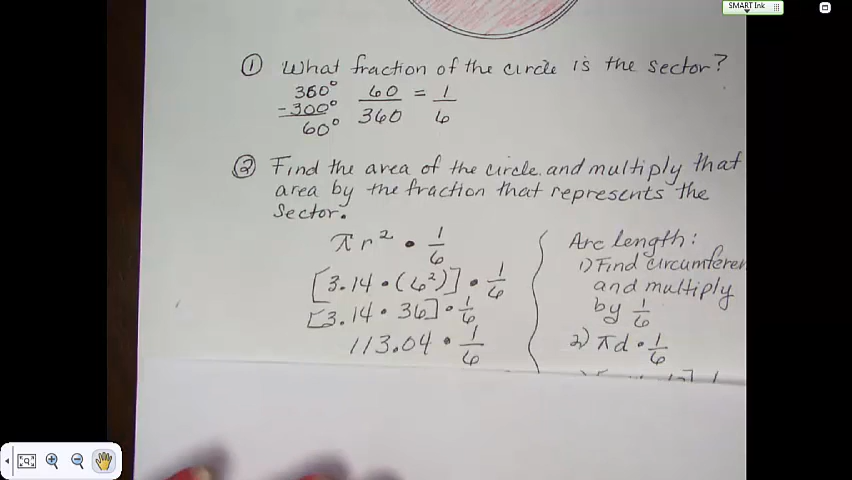 SMART Ink
① What fraction of the circle is the sector?
360° 60/360 = 1/6
-300°
60°
② Find the area of the circle and multiply that
area by the fraction that represents the
sector.
πr² • 1/6
[3.14 • (6²)] • 1/6
[3.14 • 36] • 1/6
113.04 • 1/6
Arc length:
1) Find circumferen
and multiply
by 1/6
2) πd • 1/6